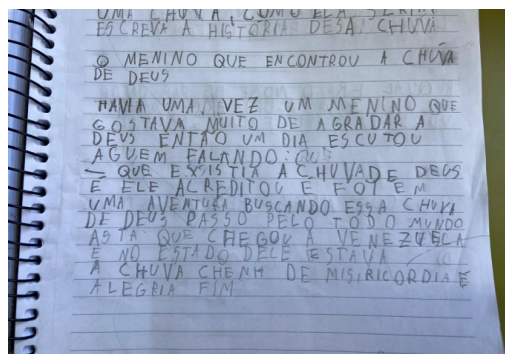 UMA CHUVA, COMO ELA SERIA
ESCREVA A HISTÓRIA DESA CHUVA
O MENINO QUE ENCONTROU A CHUVA
DE DEUS
HAVIA UMA VEZ UM MENINO QUE
GOSTAVA MUITO DE AGRADAR A
DEUS ENTÃO UM DIA ESCUTOU
AGUEM FALANDO:
— QUE EXSISTIA A CHUVA DE DEUS
E ELE ACREDITOU E FOI EM
UMA AVENTURA BUSCANDO ESSA CHUVA
DE DEUS PASSO PELO TODO MUNDO
ASTA QUE CHEGOU A VENEZUELA
E NO ESTADO DELE ESTAVA
A CHUVA CHENH DE MISIRICORDIA E
ALEGRIA FIM